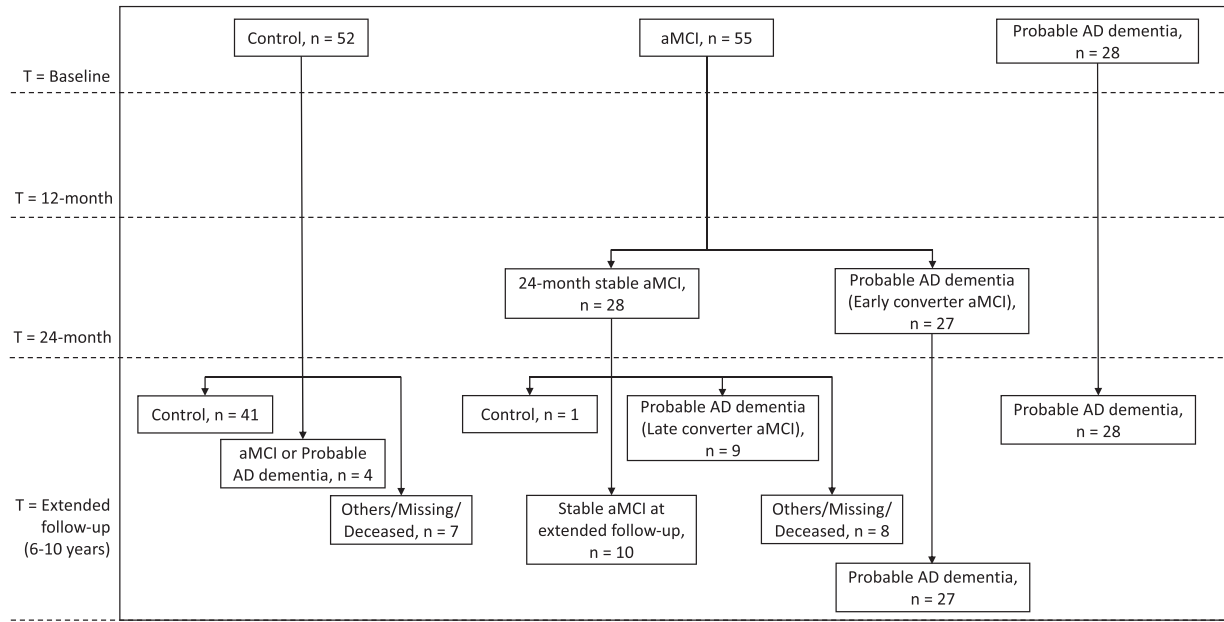 Control, n = 52
aMCI, n = 55
Probable AD dementia,
n = 28
T = Baseline
T = 12-month
24-month stable aMCI,
n = 28
Probable AD dementia
(Early converter aMCI),
n = 27
T = 24-month
Control, n = 41
aMCI or Probable
AD dementia, n = 4
Others/Missing/
Deceased, n = 7
Control, n = 1
Probable AD dementia
(Late converter aMCI),
n = 9
Stable aMCI at
extended follow-up,
n = 10
Others/Missing/
Deceased, n = 8
Probable AD dementia,
n = 27
Probable AD dementia,
n = 28
T = Extended
follow-up
(6-10 years)